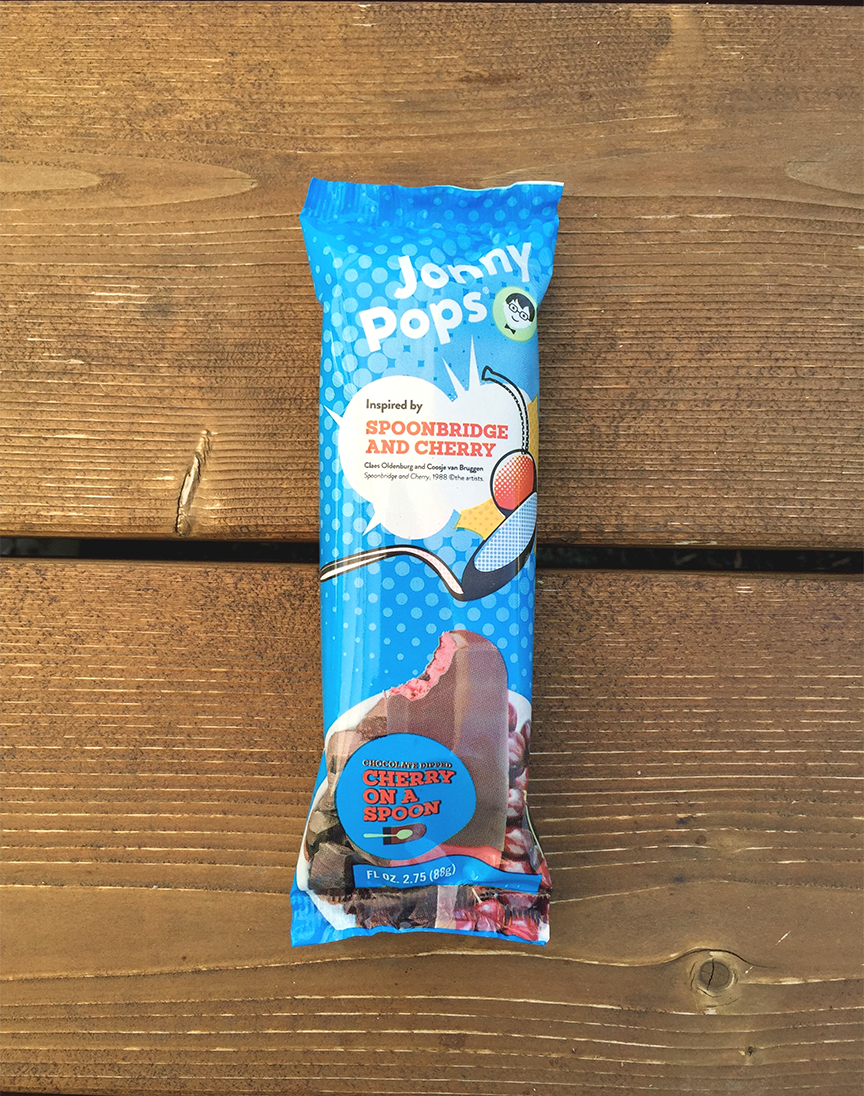 Jonny
Pops
Inspired by
SPOONBRIDGE
AND CHERRY
Claes Oldenburg and Coosje van Bruggen
Spoonbridge and Cherry, 1988 ©the artists.
CHOCOLATE DIPPED
CHERRY
ON A
SPOON
FL OZ. 2.75 (88g)